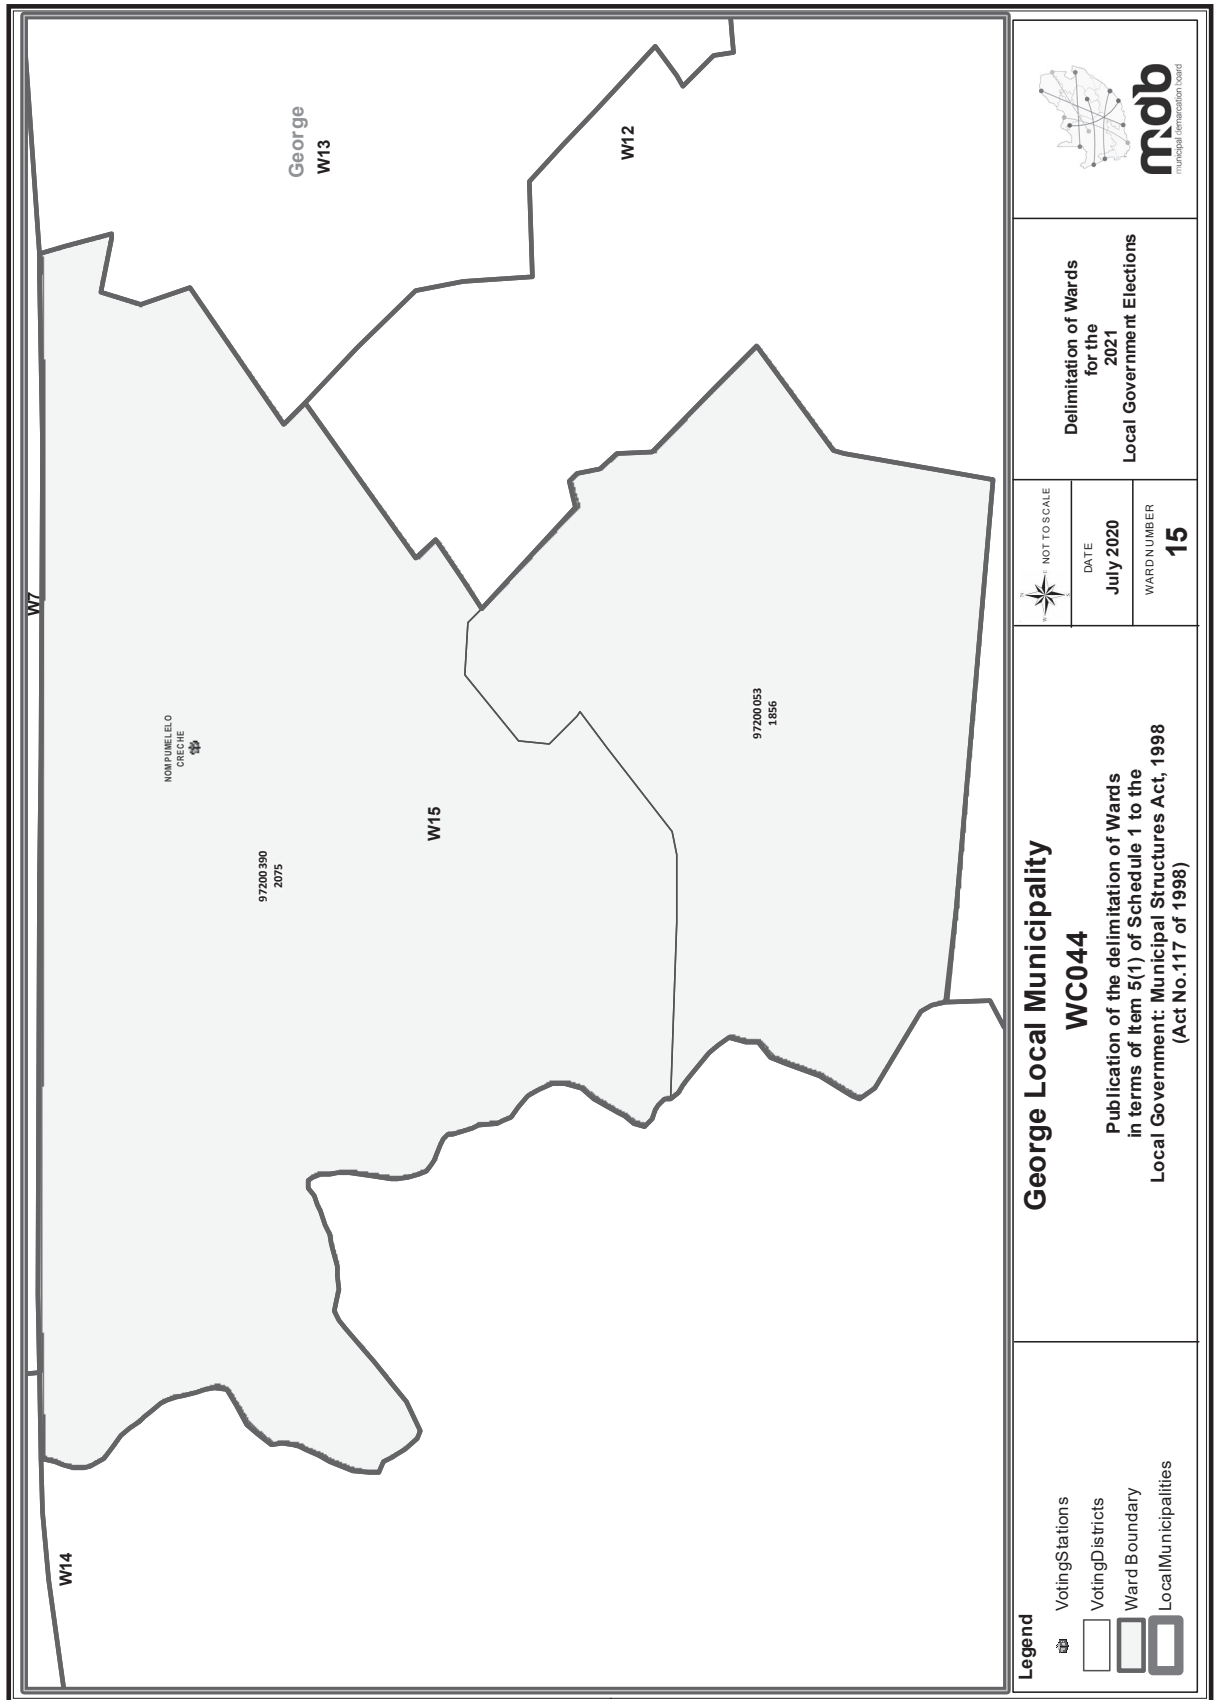 W7
W14
George
W13
W12
NOMPUMELELO
CRECHE
97200390
2075
W15
97200053
1856
Legend
VotingStations
VotingDistricts
Ward Boundary
LocalMunicipalities
George Local Municipality
WC044
Publication of the delimitation of Wards
in terms of Item 5(1) of Schedule 1 to the
Local Government: Municipal Structures Act, 1998
(Act No.117 of 1998)
N
W
E
S
NOT TO SCALE
DATE
July 2020
WARD NUMBER
15
Delimitation of Wards
for the
2021
Local Government Elections
mdb
municipal demarcation board